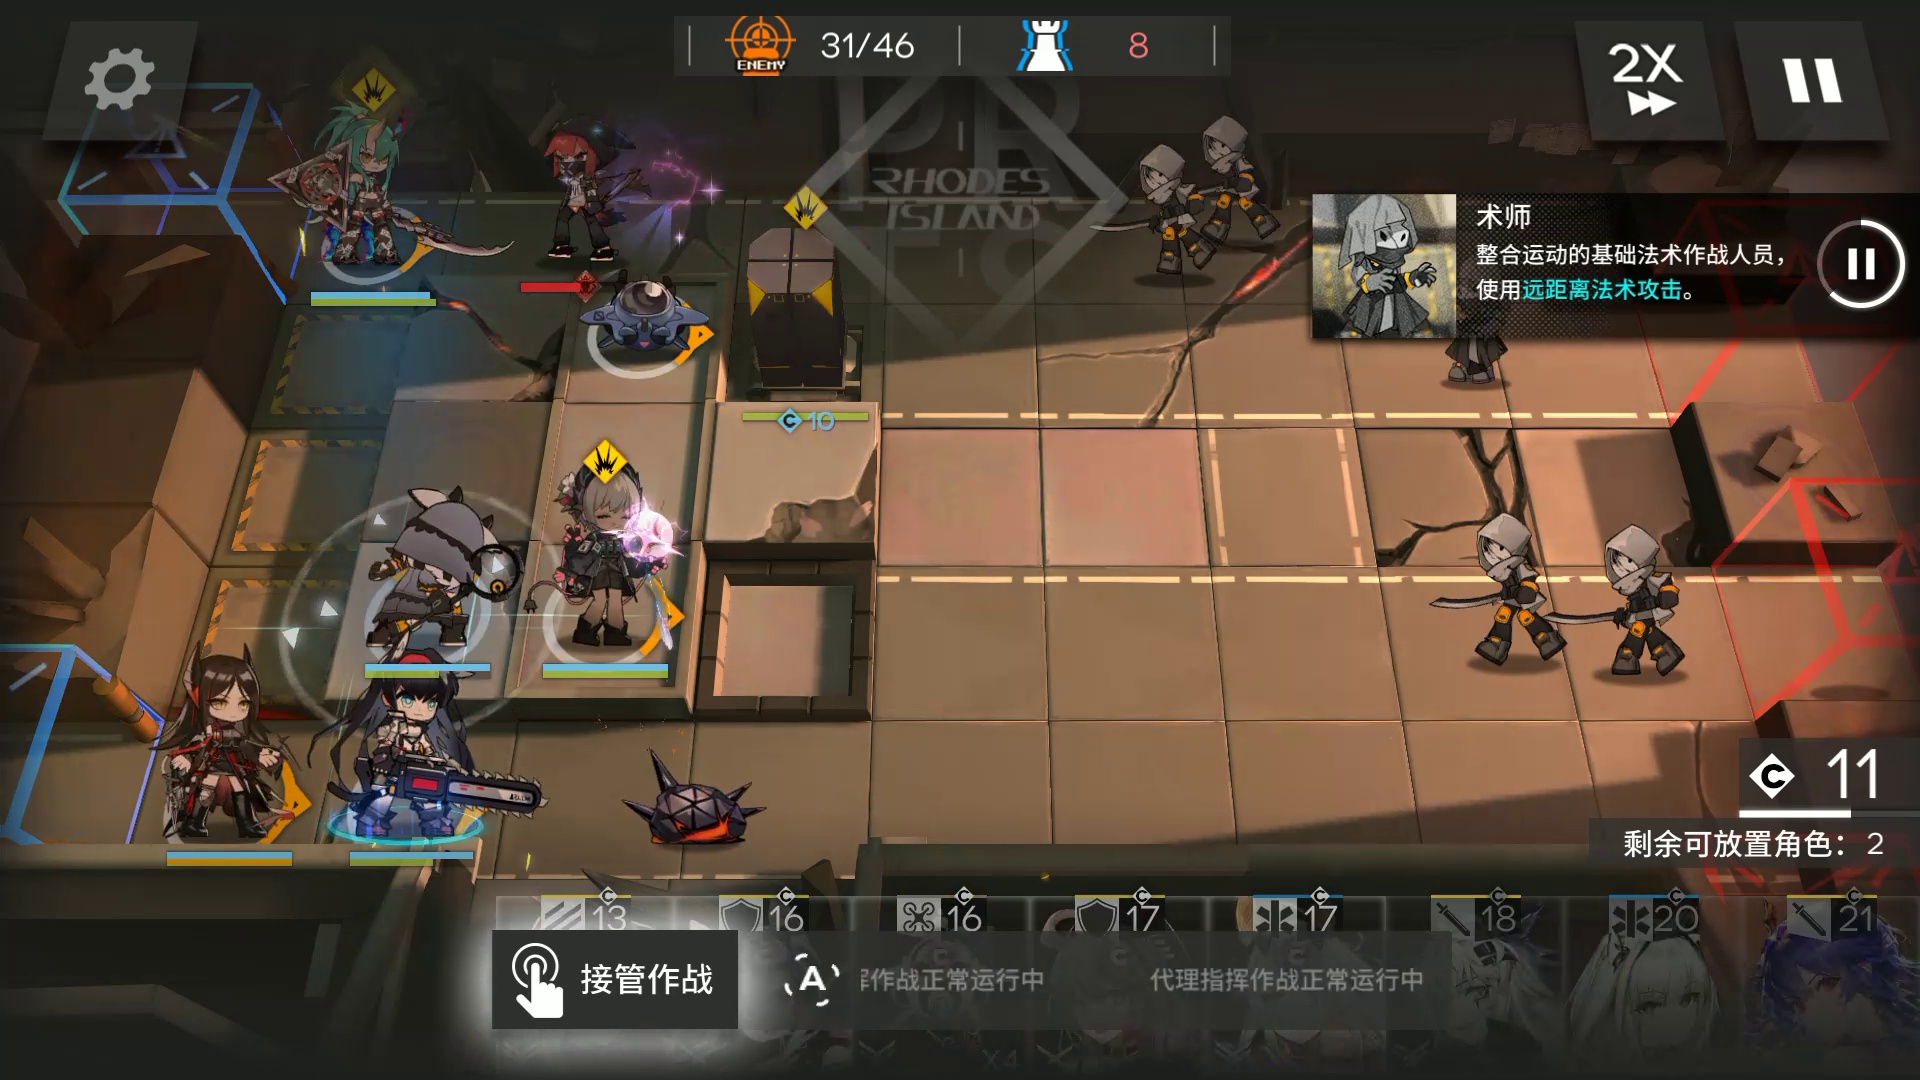 ENEMY
31/46
8
2X
RHODES
ISLAND
术师
整合运动的基础法术作战人员，
使用远距离法术攻击。
C 10
C 11
剩余可放置角色： 2
13
16
16
17
17
18
20
21
接管作战
A
作战正常运行中
代理指挥作战正常运行中
X4